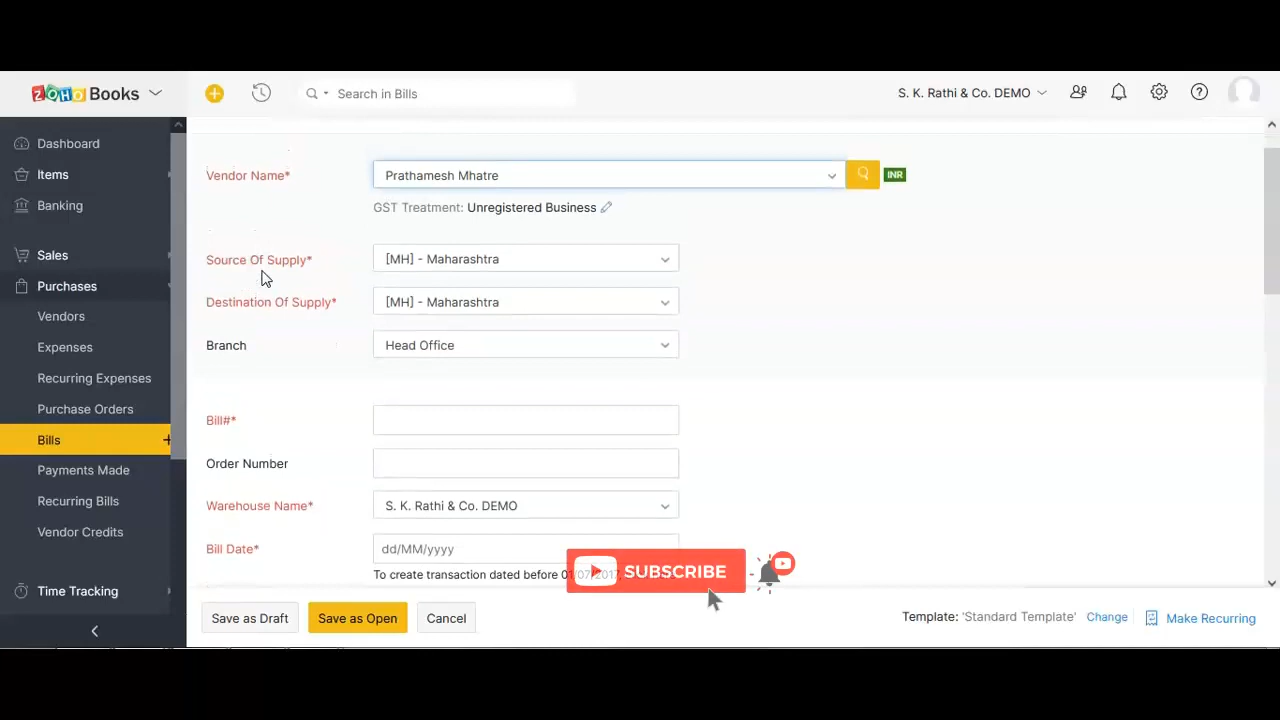 ZOHO Books
Search in Bills
S. K. Rathi & Co. DEMO
Dashboard
Items
Banking
Sales
Purchases
Vendors
Expenses
Recurring Expenses
Purchase Orders
Bills +
Payments Made
Recurring Bills
Vendor Credits
Time Tracking
Vendor Name* Prathamesh Mhatre INR
GST Treatment: Unregistered Business
Source Of Supply* [MH] - Maharashtra
Destination Of Supply* [MH] - Maharashtra
Branch Head Office
Bill#*
Order Number
Warehouse Name* S. K. Rathi & Co. DEMO
Bill Date* dd/MM/yyyy
To create transaction dated before 01/07/2017,
SUBSCRIBE
Save as Draft Save as Open Cancel
Template: 'Standard Template' Change Make Recurring